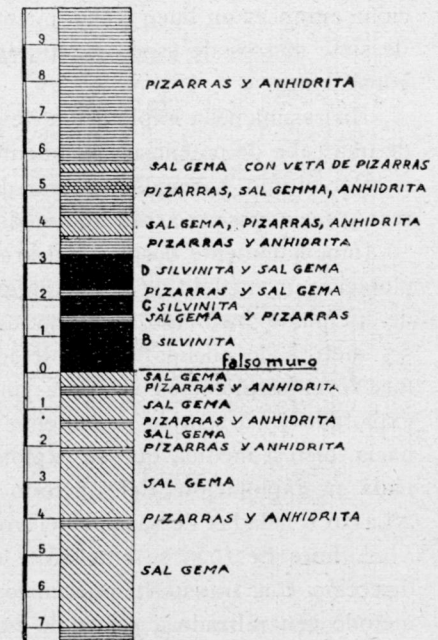 9
8
PIZARRAS Y ANHIDRITA
7
6
SAL GEMA CON VETA DE PIZARRAS
5
PIZARRAS, SAL GEMMA, ANHIDRITA
4
SAL GEMA, PIZARRAS, ANHIDRITA
PIZARRAS Y ANHIDRITA
3
D SILVINITA Y SAL GEMA
2
PIZARRAS Y SAL GEMA
C SILVINITA
SAL GEMA Y PIZARRAS
1
B SILVINITA
falso muro
0
SAL GEMA
PIZARRAS Y ANHIDRITA
1
SAL GEMA
PIZARRAS Y ANHIDRITA
2
SAL GEMA
PIZARRAS Y ANHIDRITA
3
SAL GEMA
4
PIZARRAS Y ANHIDRITA
5
SAL GEMA
6
7